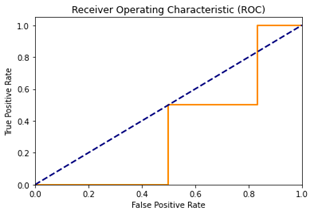 Receiver Operating Characteristic (ROC)
1.0
0.8
0.6
0.4
0.2
0.0
True Positive Rate
0.0 0.2 0.4 0.6 0.8 1.0
False Positive Rate